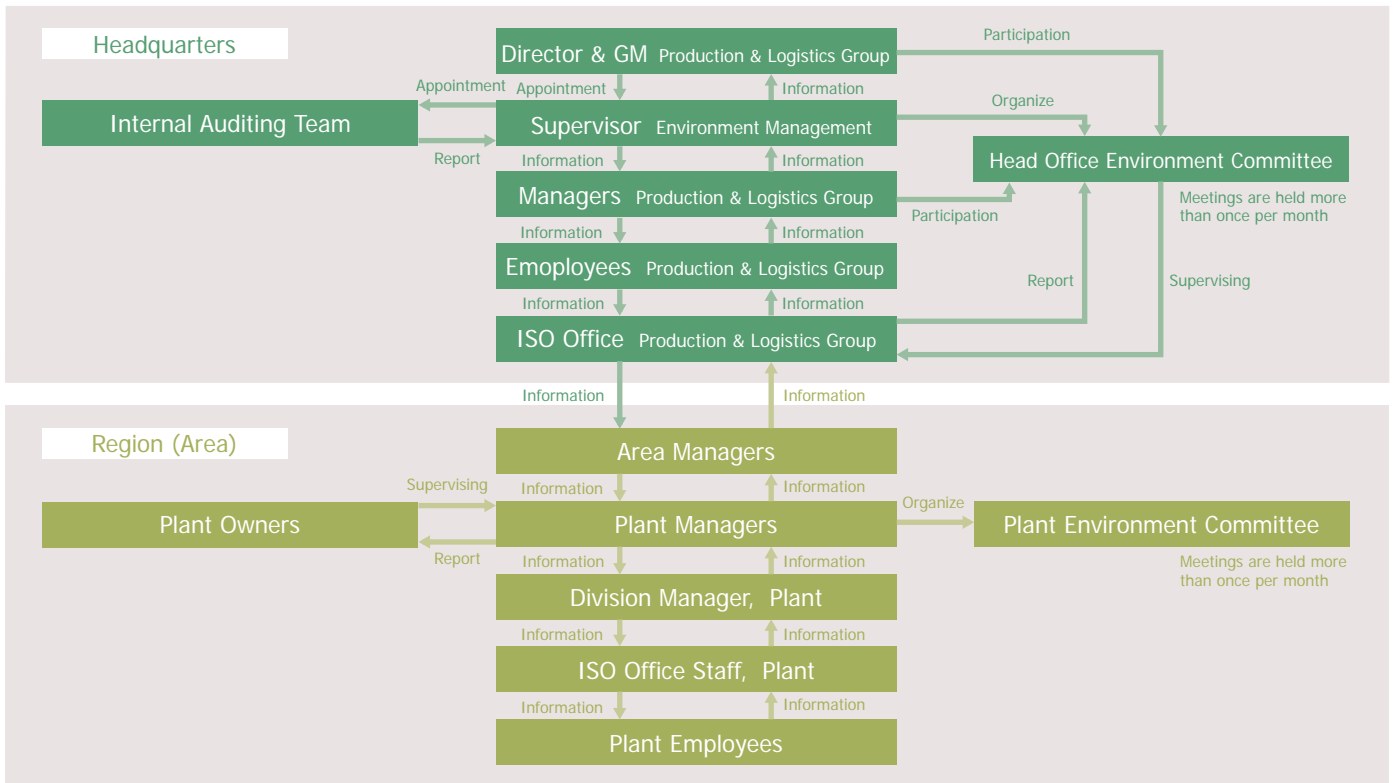 Headquarters
Director & GM Production & Logistics Group
Participation
Appointment
Appointment
Information
Internal Auditing Team
Supervisor Environment Management
Organize
Report
Information
Information
Head Office Environment Committee
Managers Production & Logistics Group
Participation
Meetings are held more
than once per month
Information
Information
Emoployees Production & Logistics Group
Report
Supervising
Information
Information
ISO Office Production & Logistics Group
Information
Information
Region (Area)
Area Managers
Supervising
Information
Information
Organize
Plant Owners
Plant Managers
Plant Environment Committee
Report
Information
Information
Meetings are held more
than once per month
Division Manager, Plant
Information
Information
ISO Office Staff, Plant
Information
Information
Plant Employees